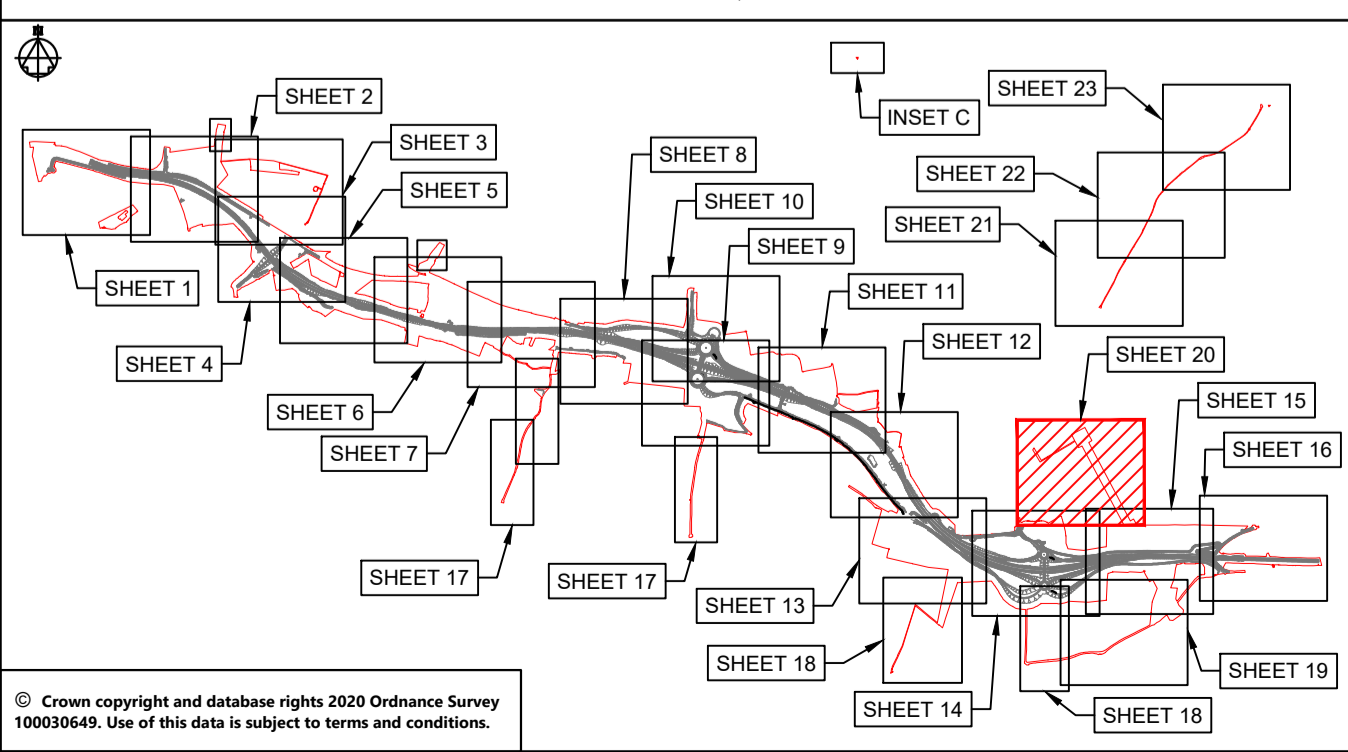 N
SHEET 2
SHEET 3
SHEET 5
SHEET 1
SHEET 4
SHEET 6
SHEET 7
SHEET 8
SHEET 10
SHEET 9
SHEET 11
SHEET 12
INSET C
SHEET 23
SHEET 22
SHEET 21
SHEET 20
SHEET 15
SHEET 16
SHEET 17
SHEET 17
SHEET 13
SHEET 18
SHEET 14
SHEET 18
SHEET 19
© Crown copyright and database rights 2020 Ordnance Survey
100030649. Use of this data is subject to terms and conditions.